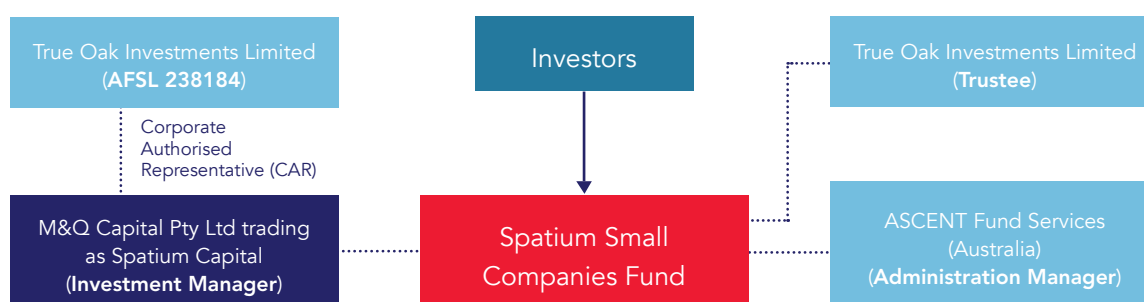 True Oak Investments Limited
(AFSL 238184)
Investors
True Oak Investments Limited
(Trustee)
Corporate
Authorised
Representative (CAR)
M&Q Capital Pty Ltd trading
as Spatium Capital
(Investment Manager)
Spatium Small
Companies Fund
ASCENT Fund Services
(Australia)
(Administration Manager)